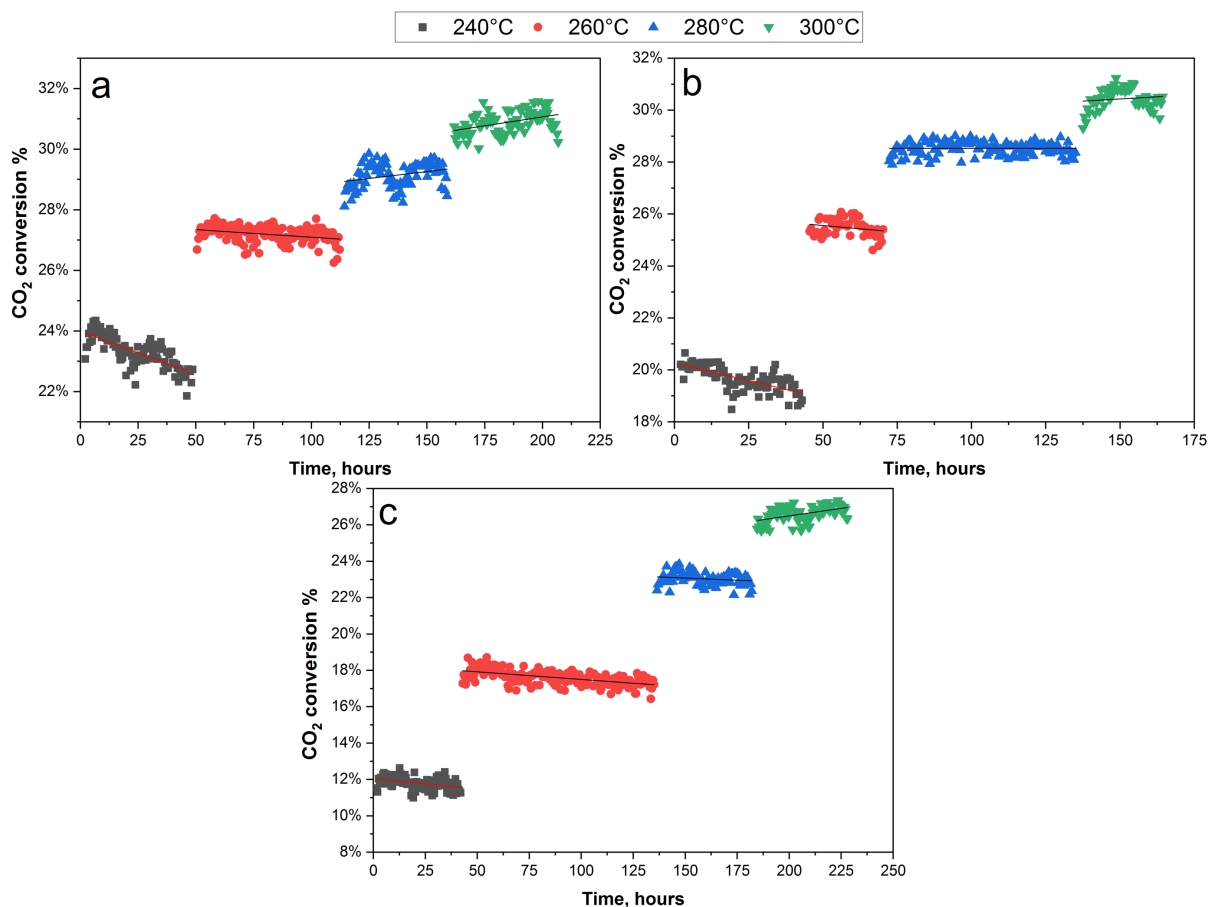 240°C 260°C 280°C 300°C
a
CO₂ conversion %
32%
30%
28%
26%
24%
22%
0 25 50 75 100 125 150 175 200 225
Time, hours
b
CO₂ conversion %
32%
30%
28%
26%
24%
22%
20%
18%
0 25 50 75 100 125 150 175
Time, hours
c
CO₂ conversion %
28%
26%
24%
22%
20%
18%
16%
14%
12%
10%
8%
0 25 50 75 100 125 150 175 200 225 250
Time, hours